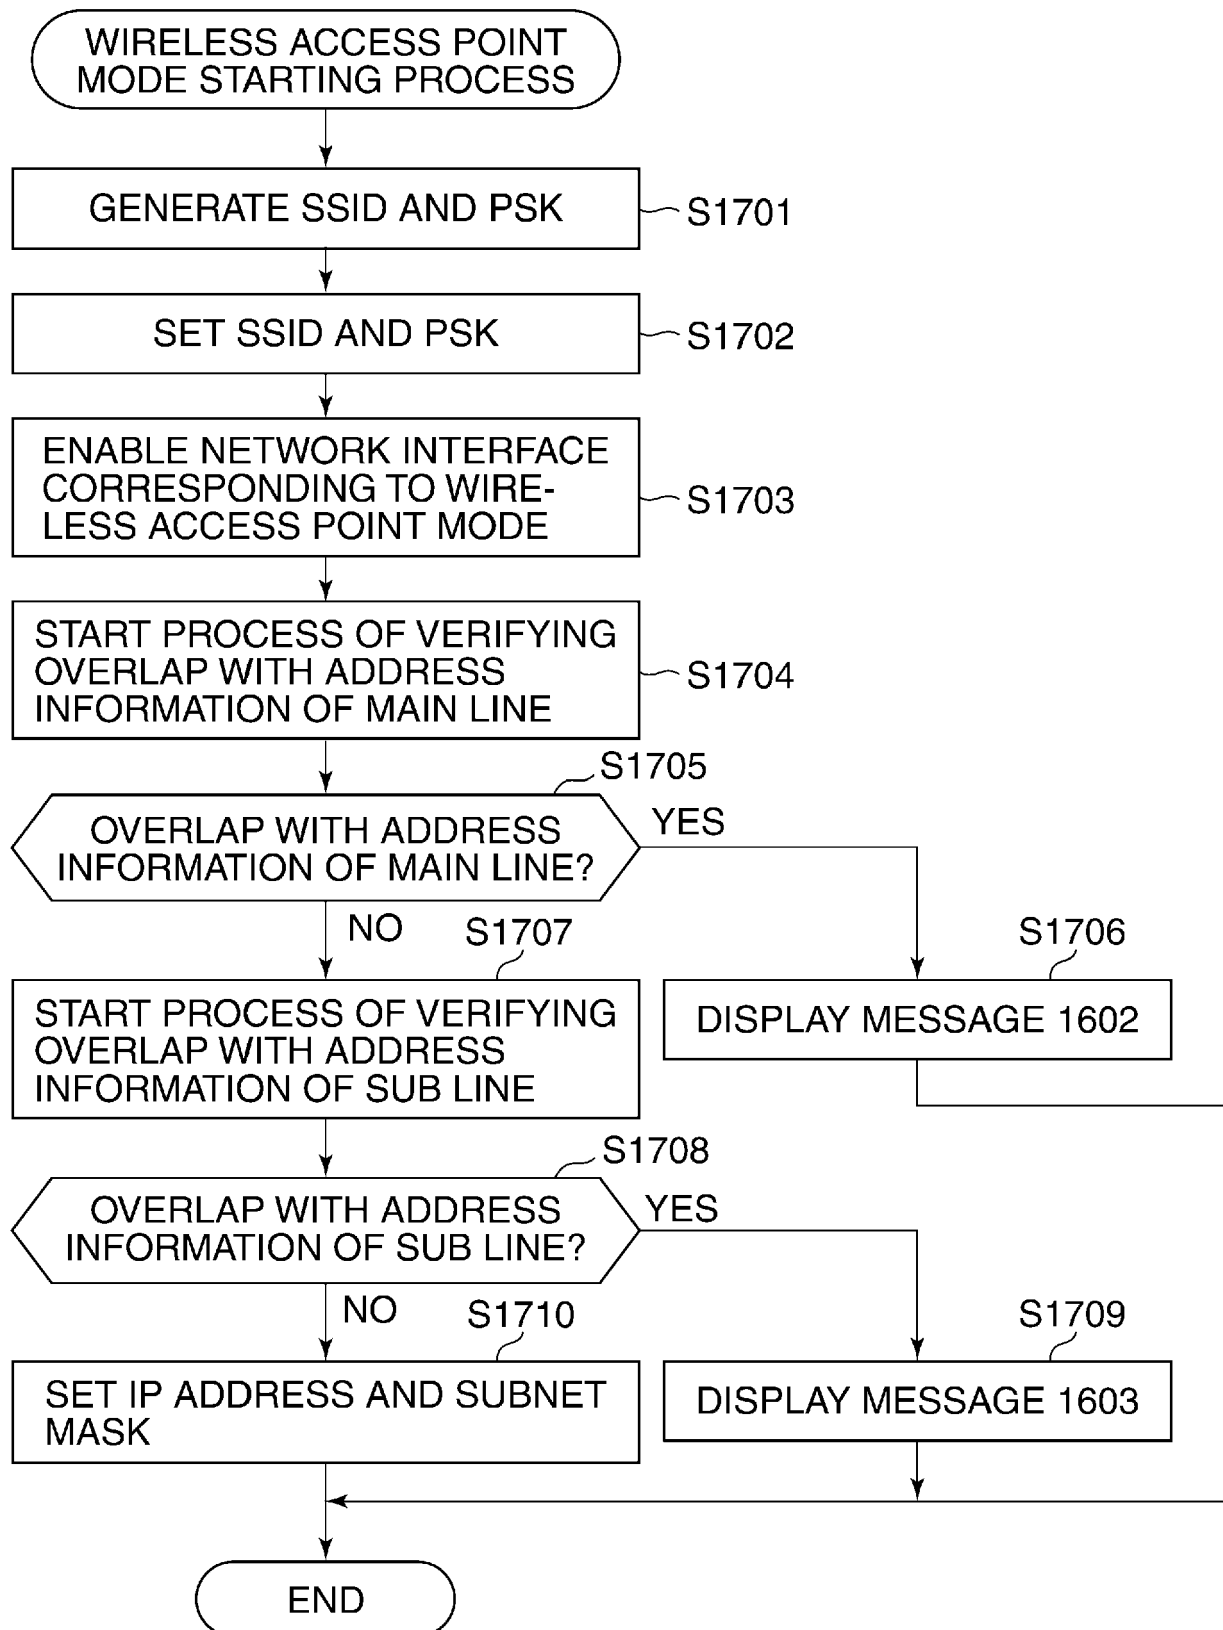 WIRELESS ACCESS POINT
MODE STARTING PROCESS
GENERATE SSID AND PSK
S1701
SET SSID AND PSK
S1702
ENABLE NETWORK INTERFACE
CORRESPONDING TO WIRE-
LESS ACCESS POINT MODE
S1703
START PROCESS OF VERIFYING
OVERLAP WITH ADDRESS
INFORMATION OF MAIN LINE
S1704
S1705
OVERLAP WITH ADDRESS
INFORMATION OF MAIN LINE?
YES
NO
S1707
S1706
START PROCESS OF VERIFYING
OVERLAP WITH ADDRESS
INFORMATION OF SUB LINE
DISPLAY MESSAGE 1602
S1708
OVERLAP WITH ADDRESS
INFORMATION OF SUB LINE?
YES
NO
S1710
S1709
SET IP ADDRESS AND SUBNET
MASK
DISPLAY MESSAGE 1603
END